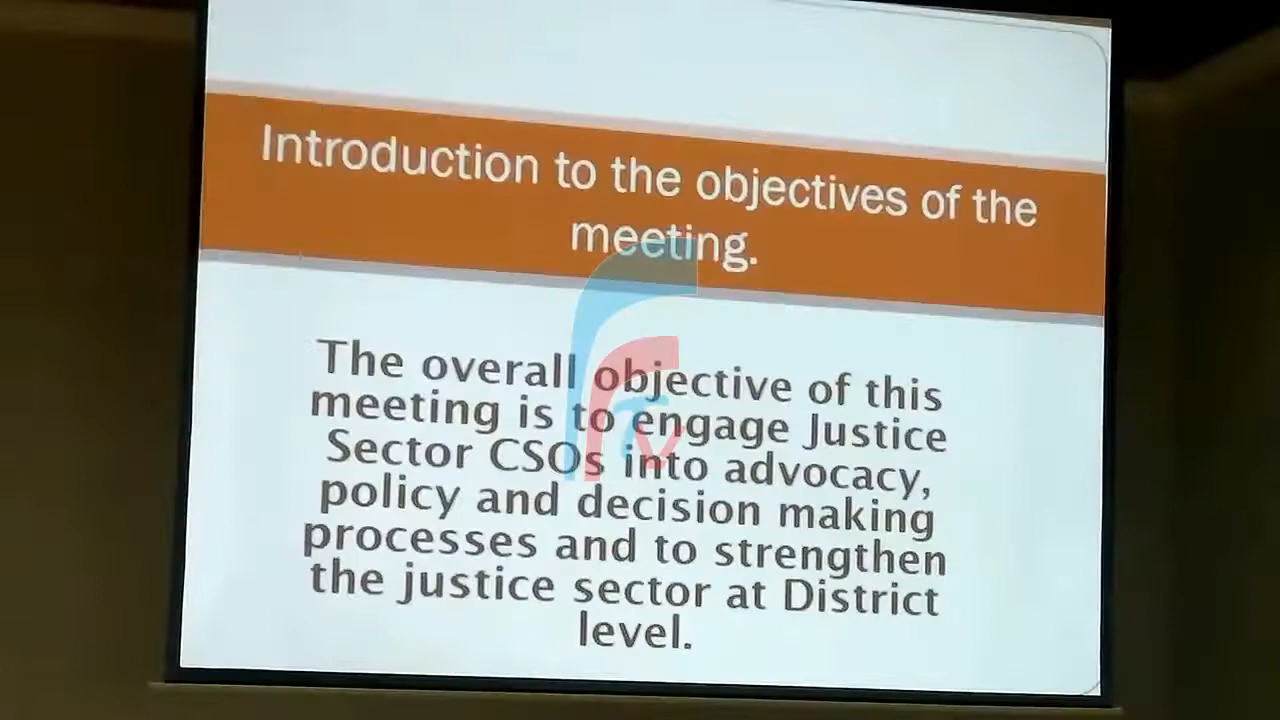 Introduction to the objectives of the
meeting.
The overall objective of this
meeting is to engage Justice
Sector CSOs into advocacy,
policy and decision making
processes and to strengthen
the justice sector at District
level.
TV